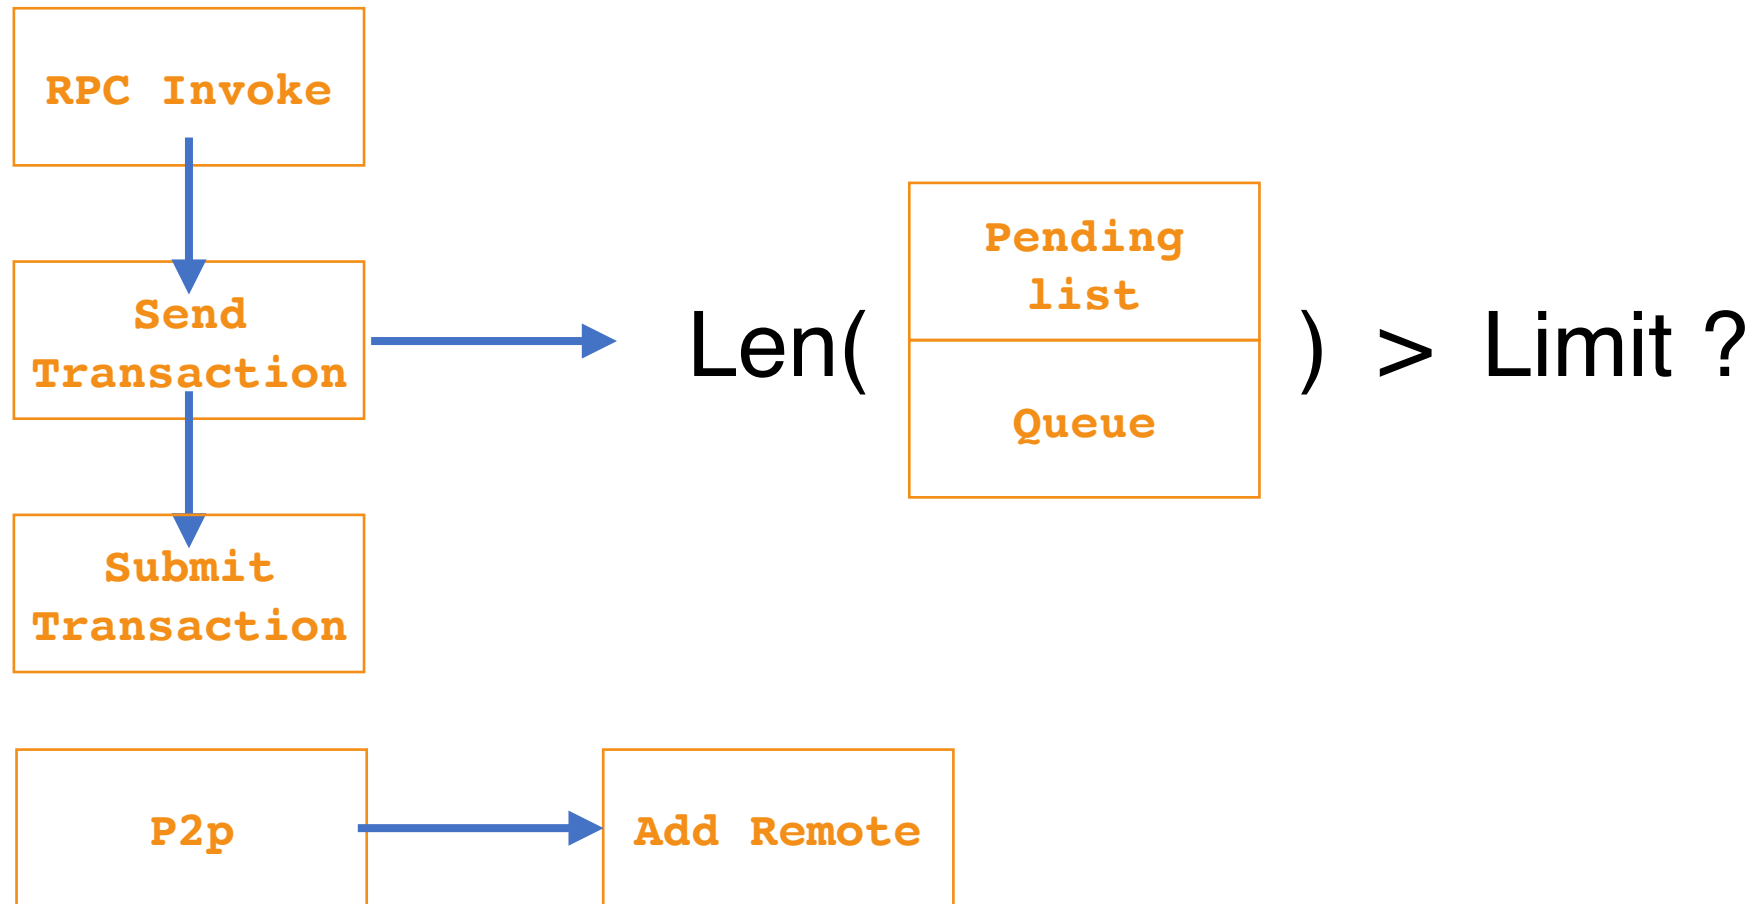 RPC Invoke
Send
Transaction
Submit
Transaction
Len(
Pending
list
Queue
) > Limit ?
P2p
Add Remote